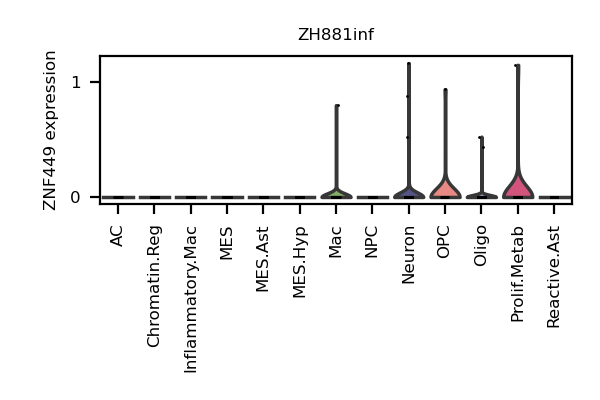 ZH881inf
ZNF449 expression
1
0
AC
Chromatin.Reg
Inflammatory.Mac
MES
MES.Ast
MES.Hyp
Mac
NPC
Neuron
OPC
Oligo
Prolif.Metab
Reactive.Ast